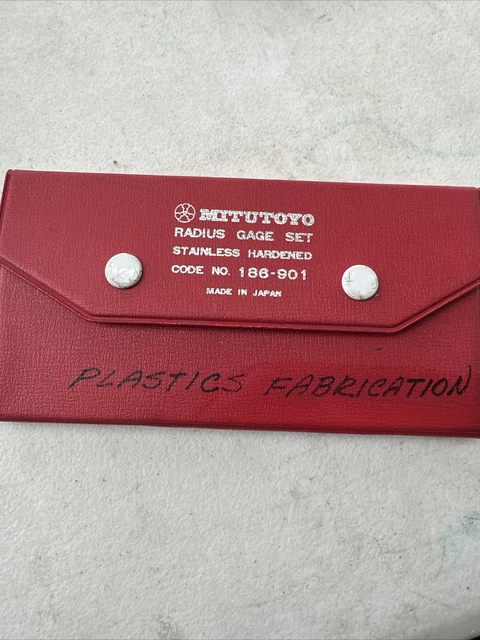 MITUTOYO
RADIUS GAGE SET
STAINLESS HARDENED
CODE NO. 186-901
MADE IN JAPAN
PLASTICS FABRICATION